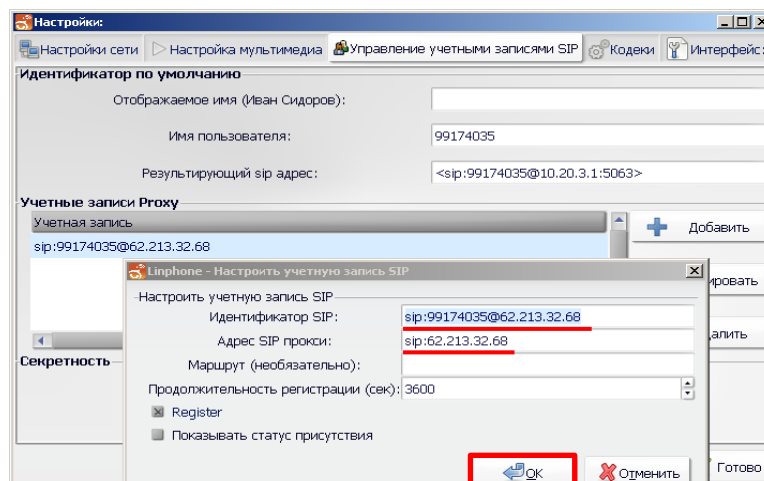 Настройки:
Настройки сети Настройка мультимедиа Управление учетными записями SIP Кодеки Интерфейс:
Идентификатор по умолчанию
Отображаемое имя (Иван Сидоров):
Имя пользователя: 99174035
Результирующий sip адрес: <sip:99174035@10.20.3.1:5063>
Учетные записи Proxy
Учетная запись
Добавить
sip:99174035@62.213.32.68
Linphone - Настроить учетную запись SIP
Настроить учетную запись SIP
ировать
Идентификатор SIP: sip:99174035@62.213.32.68
Адрес SIP прокси: sip:62.213.32.68
далить
Секретность
Маршрут (необязательно):
Продолжительность регистрации (сек): 3600
Register
Показывать статус присутствия
OK Отменить Готово